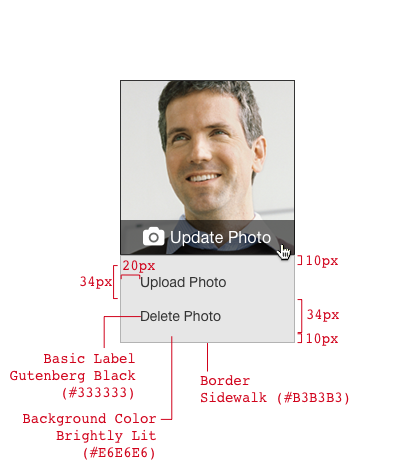 Update Photo
10px
20px
34px
Upload Photo
Delete Photo
34px
10px
Basic Label
Gutenberg Black
(#333333)
Border
Sidewalk (#B3B3B3)
Background Color
Brightly Lit
(#E6E6E6)